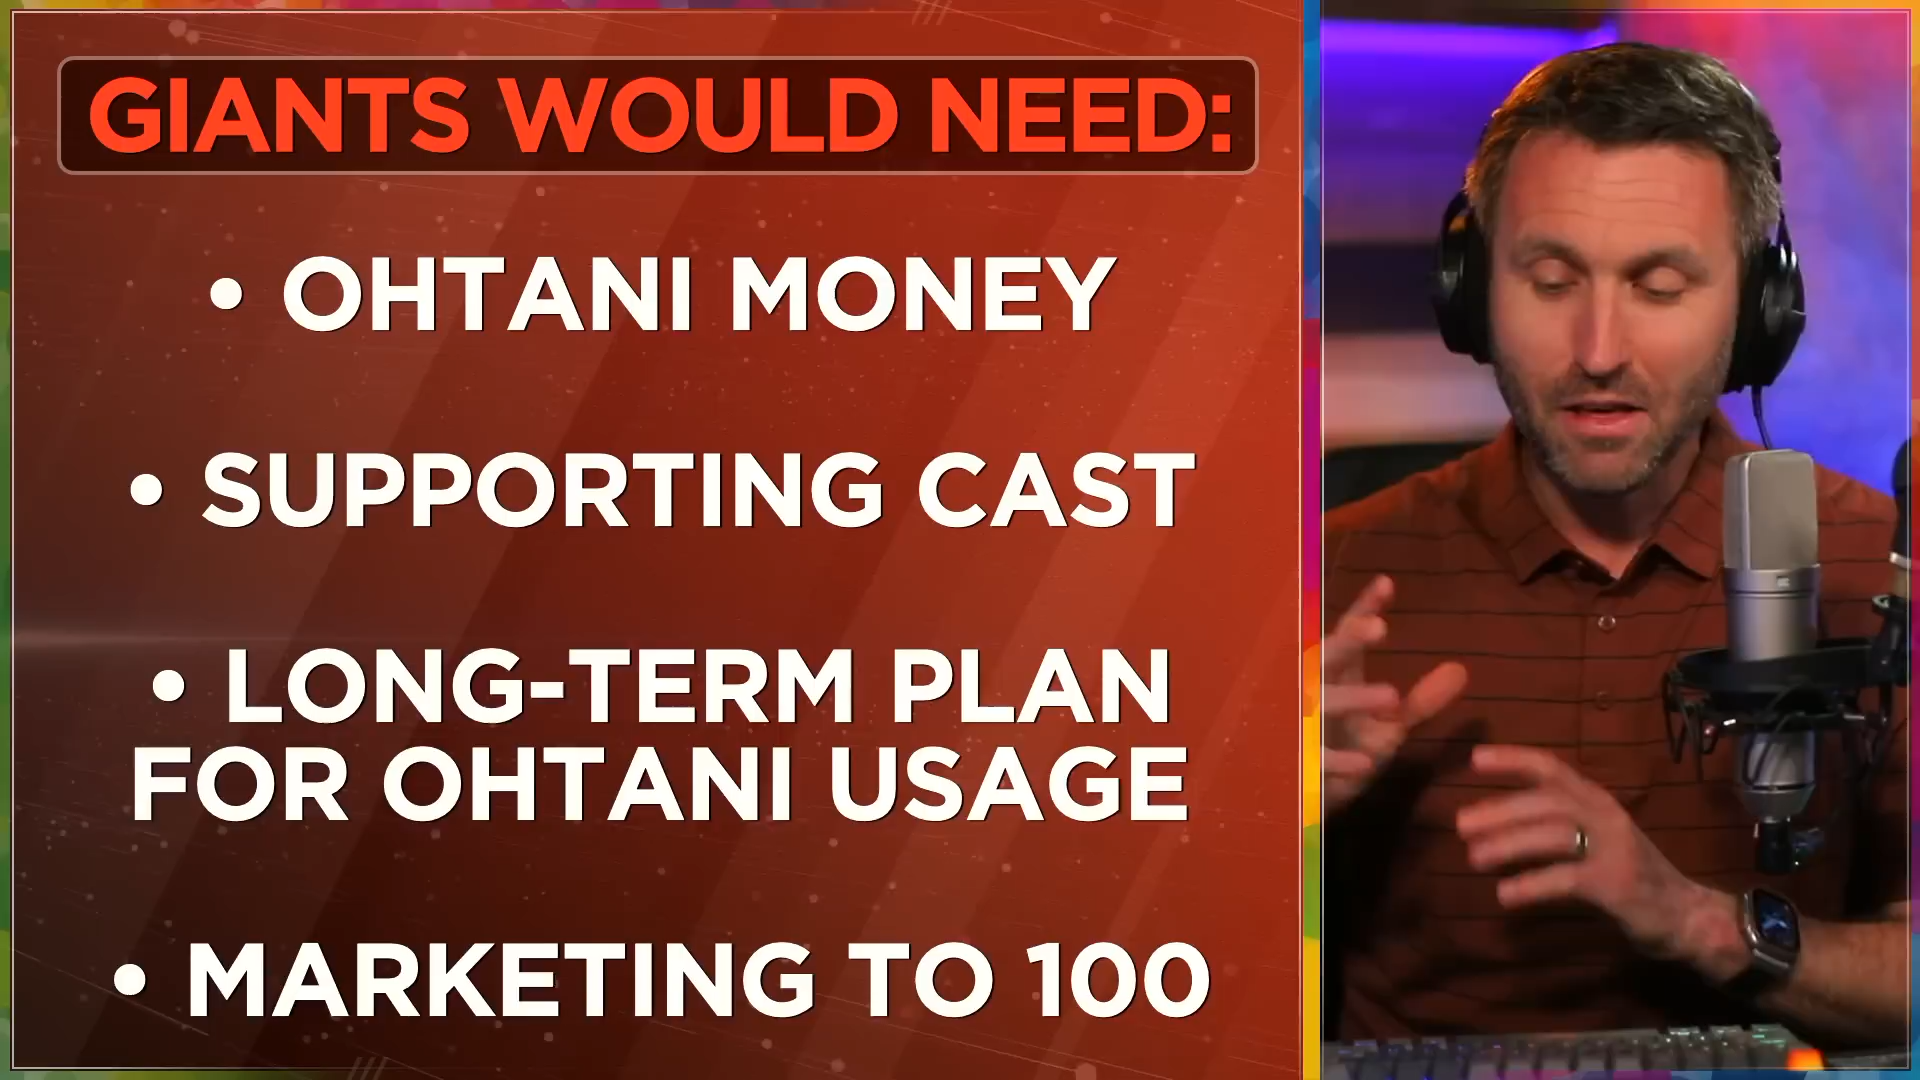 GIANTS WOULD NEED:
• OHTANI MONEY
• SUPPORTING CAST
• LONG-TERM PLAN
FOR OHTANI USAGE
• MARKETING TO 100